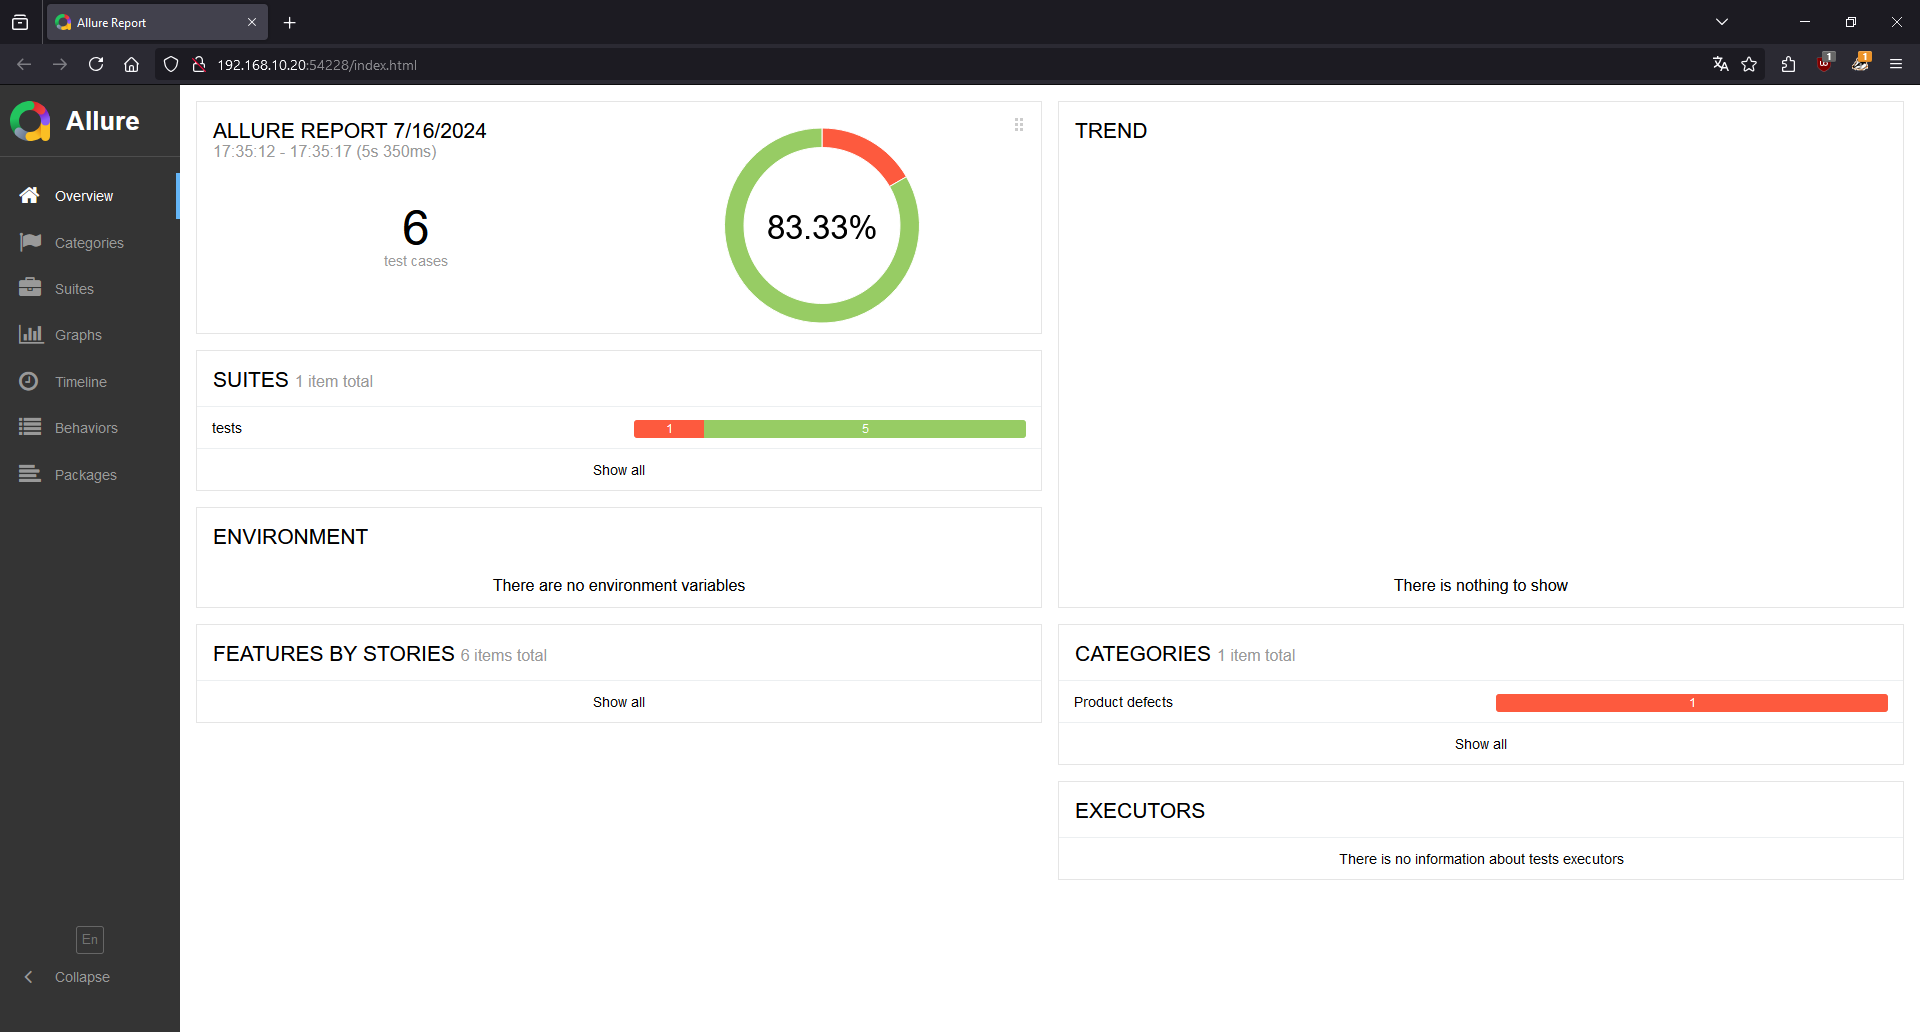 Allure Report
192.168.10.20:54228/index.html
1
1
Allure
Overview
Categories
Suites
Graphs
Timeline
Behaviors
Packages
En
Collapse
ALLURE REPORT 7/16/2024
17:35:12 - 17:35:17 (5s 350ms)
6
test cases
83.33%
SUITES 1 item total
tests 1 5
Show all
ENVIRONMENT
There are no environment variables
FEATURES BY STORIES 6 items total
Show all
TREND
There is nothing to show
CATEGORIES 1 item total
Product defects 1
Show all
EXECUTORS
There is no information about tests executors